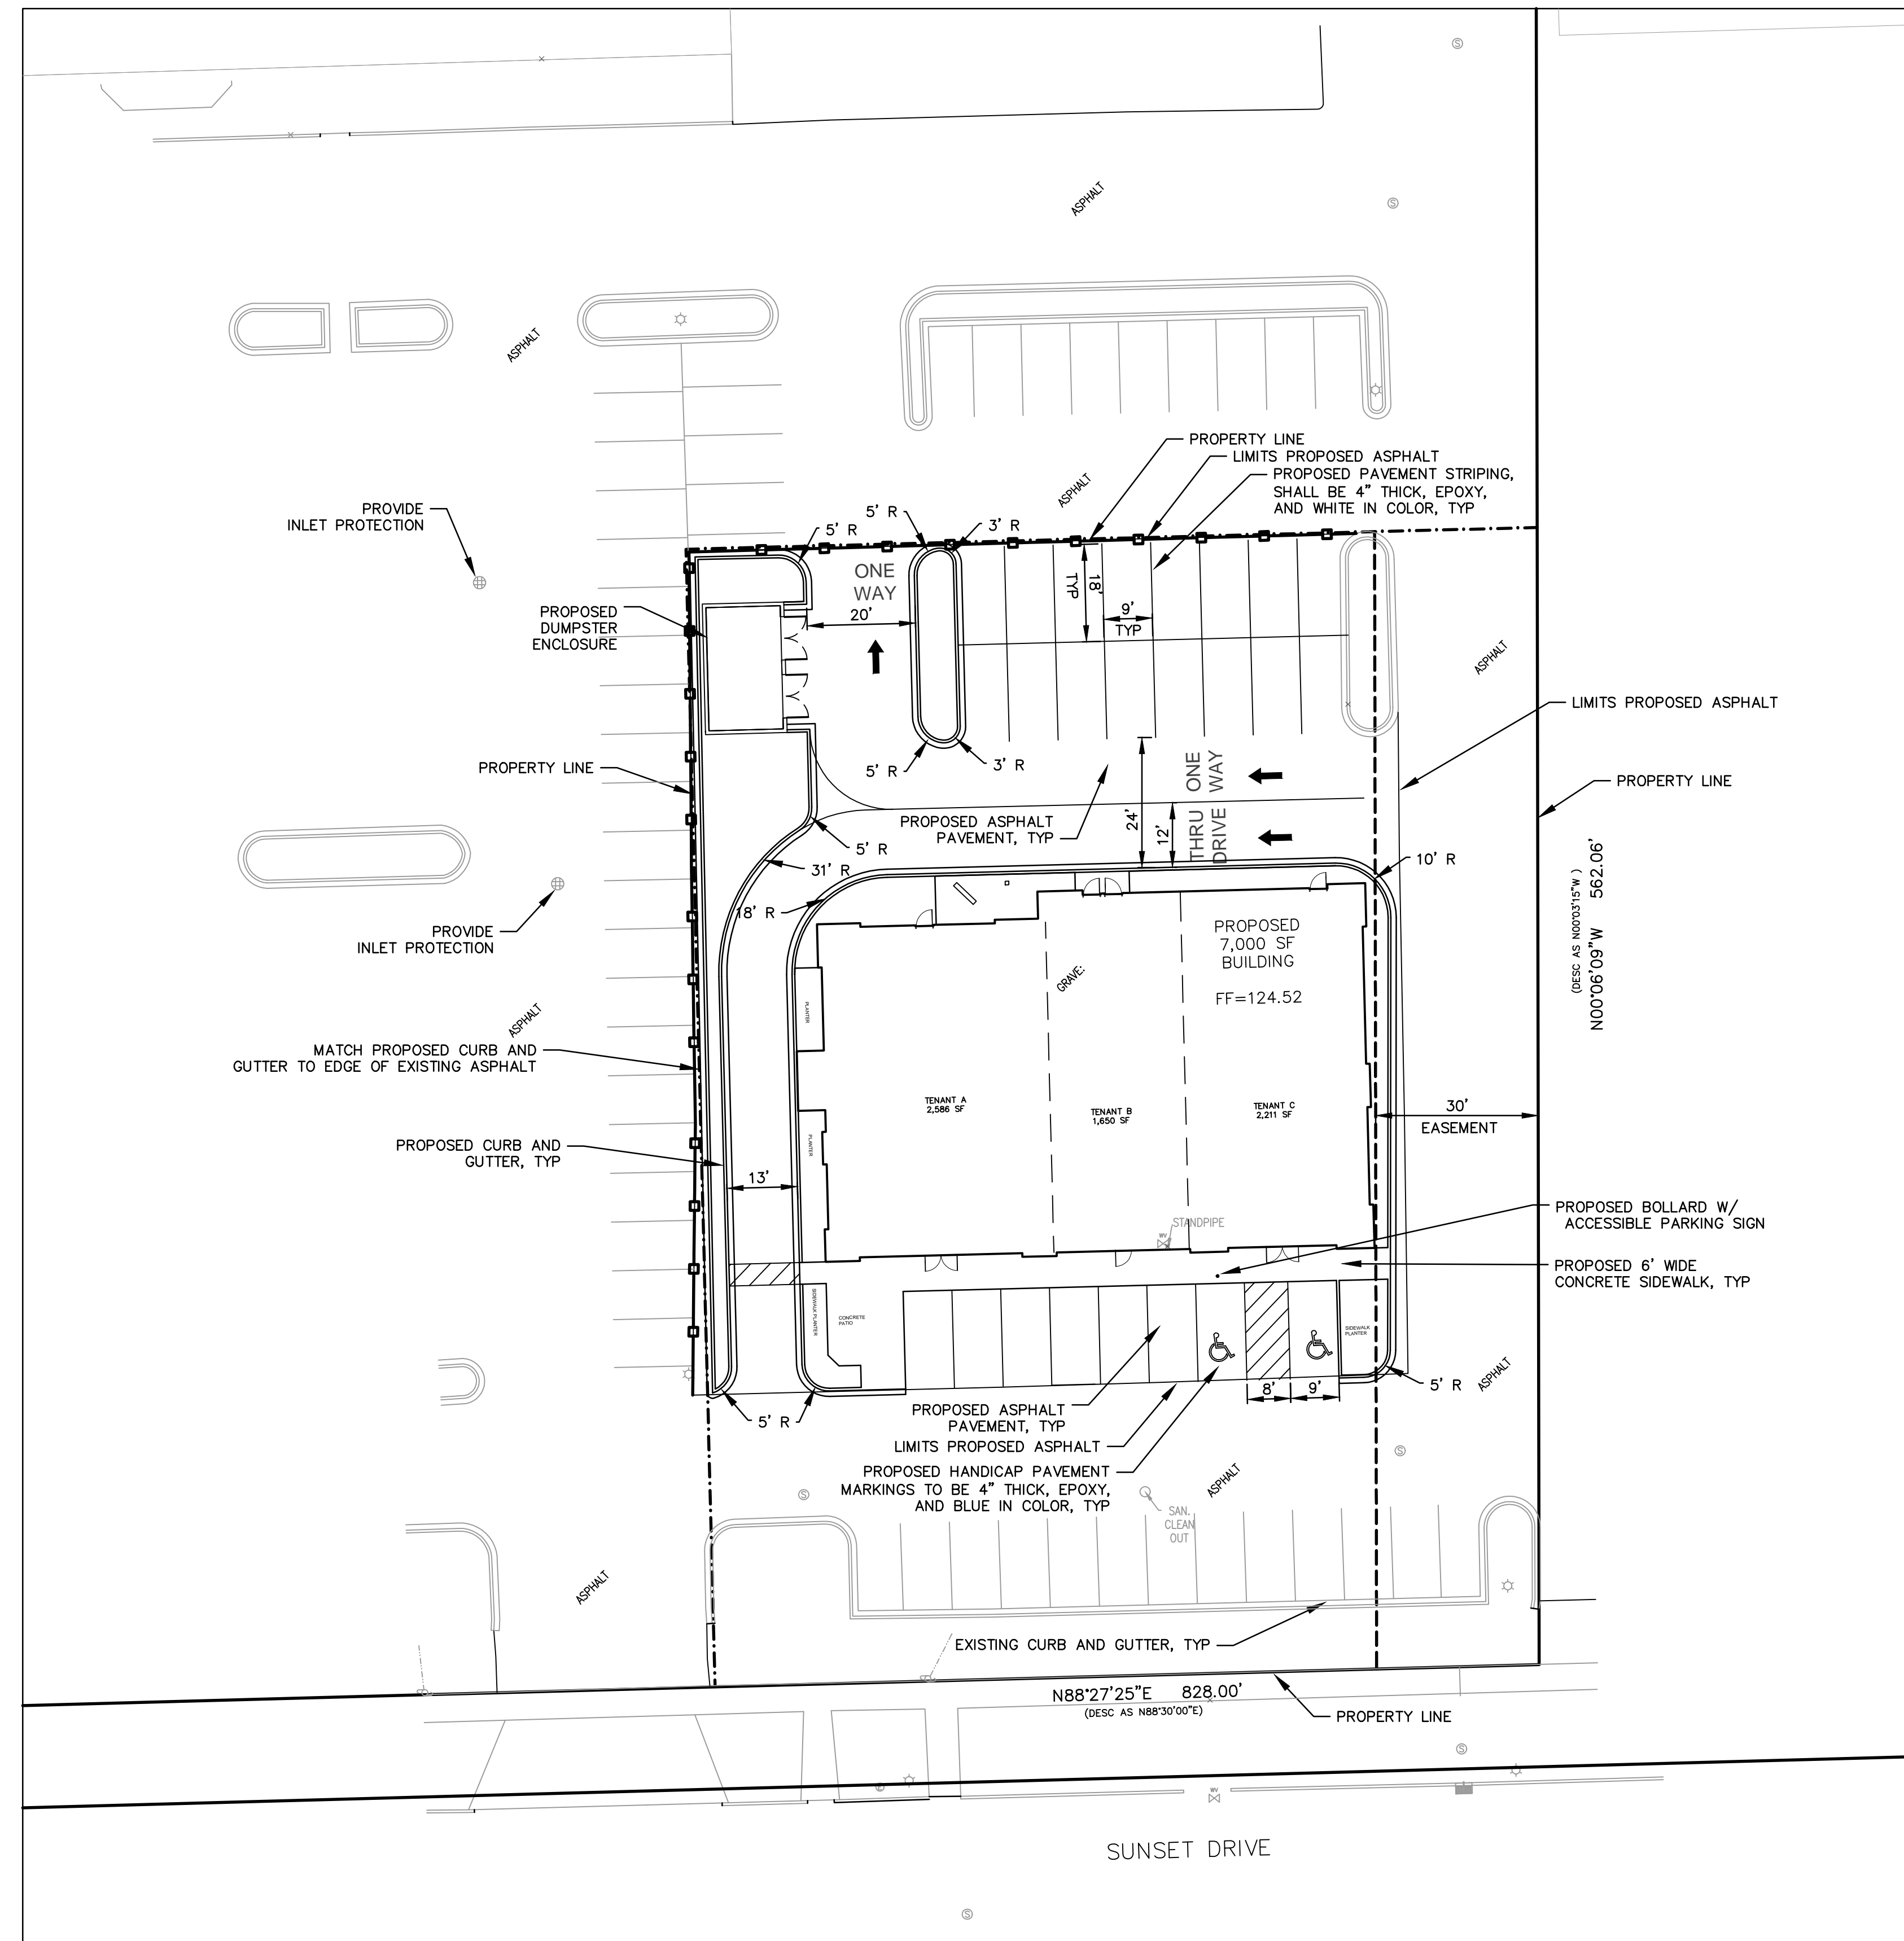 ASPHALT
ASPHALT
PROPERTY LINE
LIMITS PROPOSED ASPHALT
PROPOSED PAVEMENT STRIPING,
SHALL BE 4" THICK, EPOXY,
AND WHITE IN COLOR, TYP
ASPHALT
PROVIDE
INLET PROTECTION
5' R
5' R
3' R
ONE
WAY
20'
18'
TYP
9'
TYP
PROPOSED
DUMPSTER
ENCLOSURE
ASPHALT
LIMITS PROPOSED ASPHALT
PROPERTY LINE
PROPERTY LINE
5' R
3' R
ONE
WAY
THRU
DRIVE
24'
12'
PROPOSED ASPHALT
PAVEMENT, TYP
5' R
31' R
18' R
10' R
(DESC AS N00°03'15"W )
N00°06'09"W 562.06'
PROVIDE
INLET PROTECTION
PROPOSED
7,000 SF
BUILDING
FF=124.52
GRAVE:
PLANTER
ASPHALT
MATCH PROPOSED CURB AND
GUTTER TO EDGE OF EXISTING ASPHALT
TENANT A
2,586 SF
TENANT B
1,650 SF
TENANT C
2,211 SF
30'
EASEMENT
PROPOSED CURB AND
GUTTER, TYP
PLANTER
13'
STANDPIPE
WV
PROPOSED BOLLARD W/
ACCESSIBLE PARKING SIGN
PROPOSED 6' WIDE
CONCRETE SIDEWALK, TYP
SIDEWALK PLANTER
CONCRETE
PATIO
SIDEWALK
PLANTER
8'
9'
5' R
ASPHALT
5' R
PROPOSED ASPHALT
PAVEMENT, TYP
LIMITS PROPOSED ASPHALT
PROPOSED HANDICAP PAVEMENT
MARKINGS TO BE 4" THICK, EPOXY,
AND BLUE IN COLOR, TYP
ASPHALT
SAN.
CLEAN
OUT
ASPHALT
EXISTING CURB AND GUTTER, TYP
N88°27'25"E 828.00'
(DESC AS N88°30'00"E)
PROPERTY LINE
WV
SUNSET DRIVE
S
S
S
S
S
S